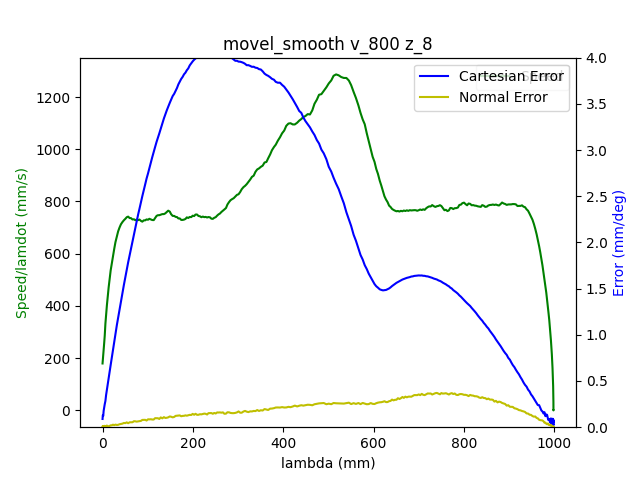 movel_smooth v_800 z_8
Cartesian Error
Normal Error
1200
1000
800
600
400
200
0
4.0
3.5
3.0
2.5
2.0
1.5
1.0
0.5
0.0
Speed/lamdot (mm/s)
Error (mm/deg)
0 200 400 600 800 1000
lambda (mm)